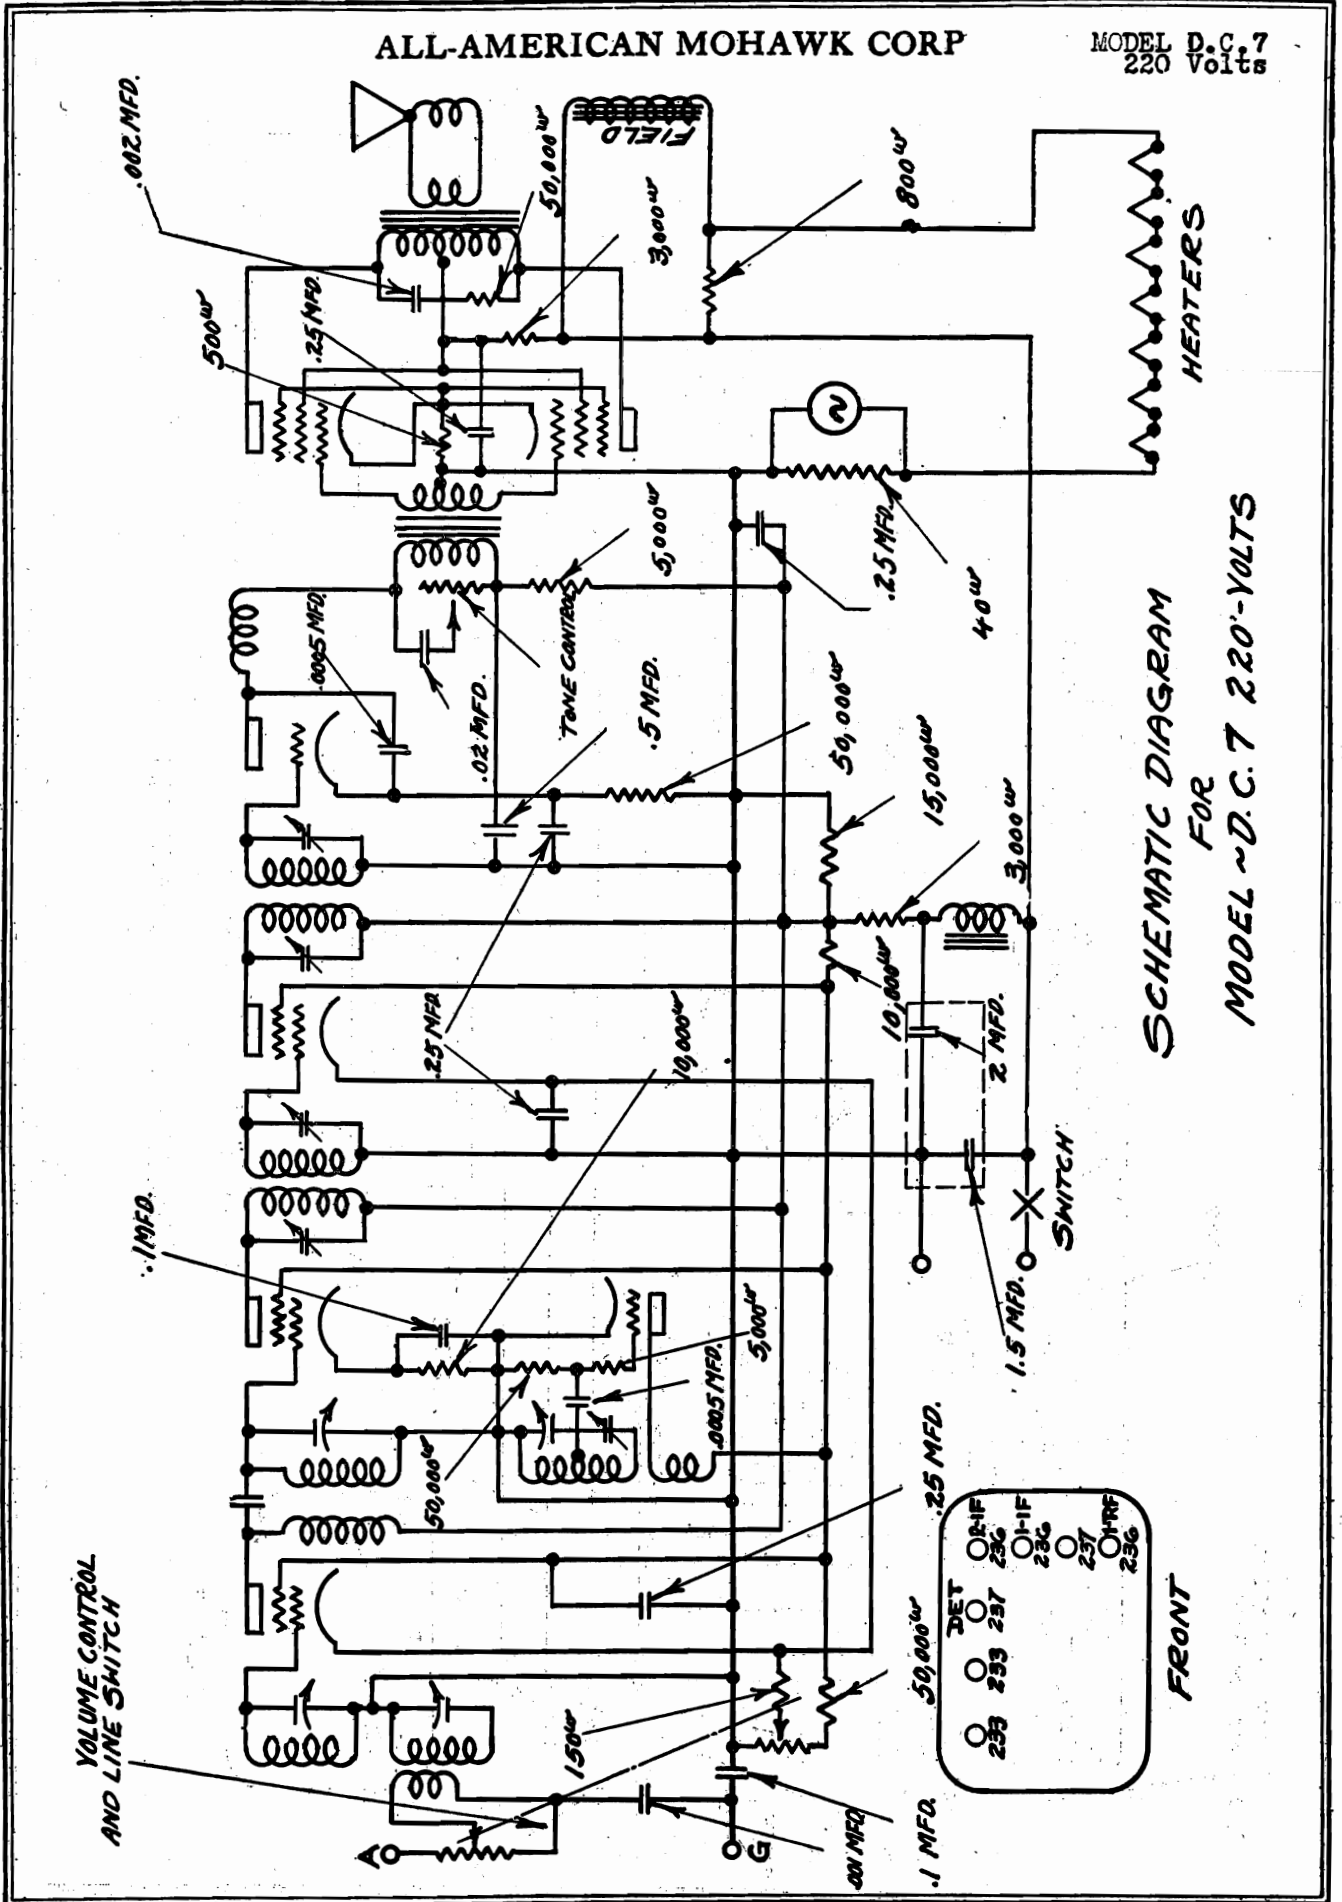 ALL-AMERICAN MOHAWK CORP
MODEL D.C.7
220 Volts
.002 MFD.
50,000ω
FIELD
3,000ω
800ω
500ω
.25 MFD.
HEATERS
5,000ω
.25 MFD.
40ω
.0005 MFD.
TONE CONTROL
.02 MFD.
.5 MFD.
50,000ω
15,000ω
3,000ω
10,000ω
.25 MFD
10,000ω
2 MFD.
SWITCH
SCHEMATIC DIAGRAM
FOR
MODEL ~ D.C. 7 220-VOLTS
.1 MFD.
5,000ω
.0005 MFD.
1.5 MFD.
50,000ω
.25 MFD.
VOLUME CONTROL
AND LINE SWITCH
150ω
50,000ω
A
G
.001 MFD
.1 MFD.
2-IF
236
1-IF
236
237
1-RF
236
DET
237
233
233
FRONT